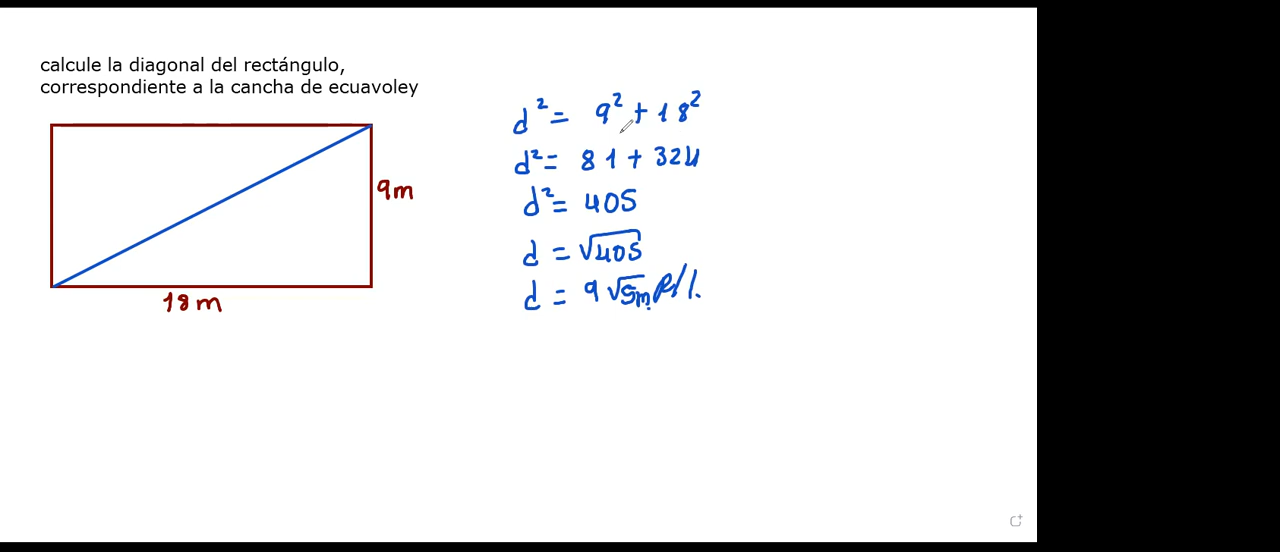 calcule la diagonal del rectángulo,
correspondiente a la cancha de ecuavoley
d² = 9² + 18²
d² = 81 + 324
d² = 405
d = √405
d = 9√5m R//.
9m
18m